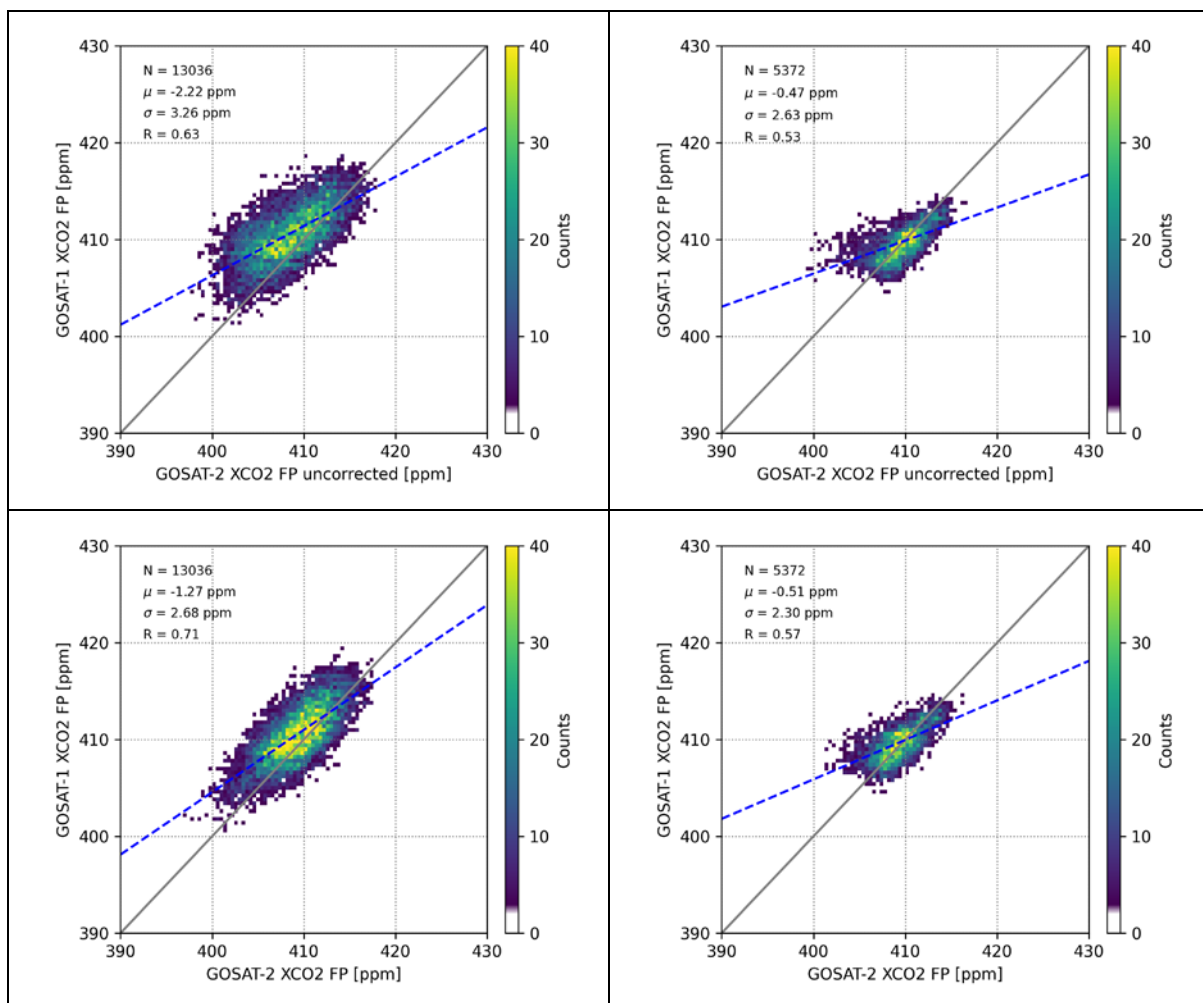 430
420
410
400
390
GOSAT-1 XCO2 FP [ppm]
N = 13036
μ = -2.22 ppm
σ = 3.26 ppm
R = 0.63
390 400 410 420 430
GOSAT-2 XCO2 FP uncorrected [ppm]
40
30
20
10
0
Counts
430
420
410
400
390
GOSAT-1 XCO2 FP [ppm]
N = 5372
μ = -0.47 ppm
σ = 2.63 ppm
R = 0.53
390 400 410 420 430
GOSAT-2 XCO2 FP uncorrected [ppm]
40
30
20
10
0
Counts
430
420
410
400
390
GOSAT-1 XCO2 FP [ppm]
N = 13036
μ = -1.27 ppm
σ = 2.68 ppm
R = 0.71
390 400 410 420 430
GOSAT-2 XCO2 FP [ppm]
40
30
20
10
0
Counts
430
420
410
400
390
GOSAT-1 XCO2 FP [ppm]
N = 5372
μ = -0.51 ppm
σ = 2.30 ppm
R = 0.57
390 400 410 420 430
GOSAT-2 XCO2 FP [ppm]
40
30
20
10
0
Counts